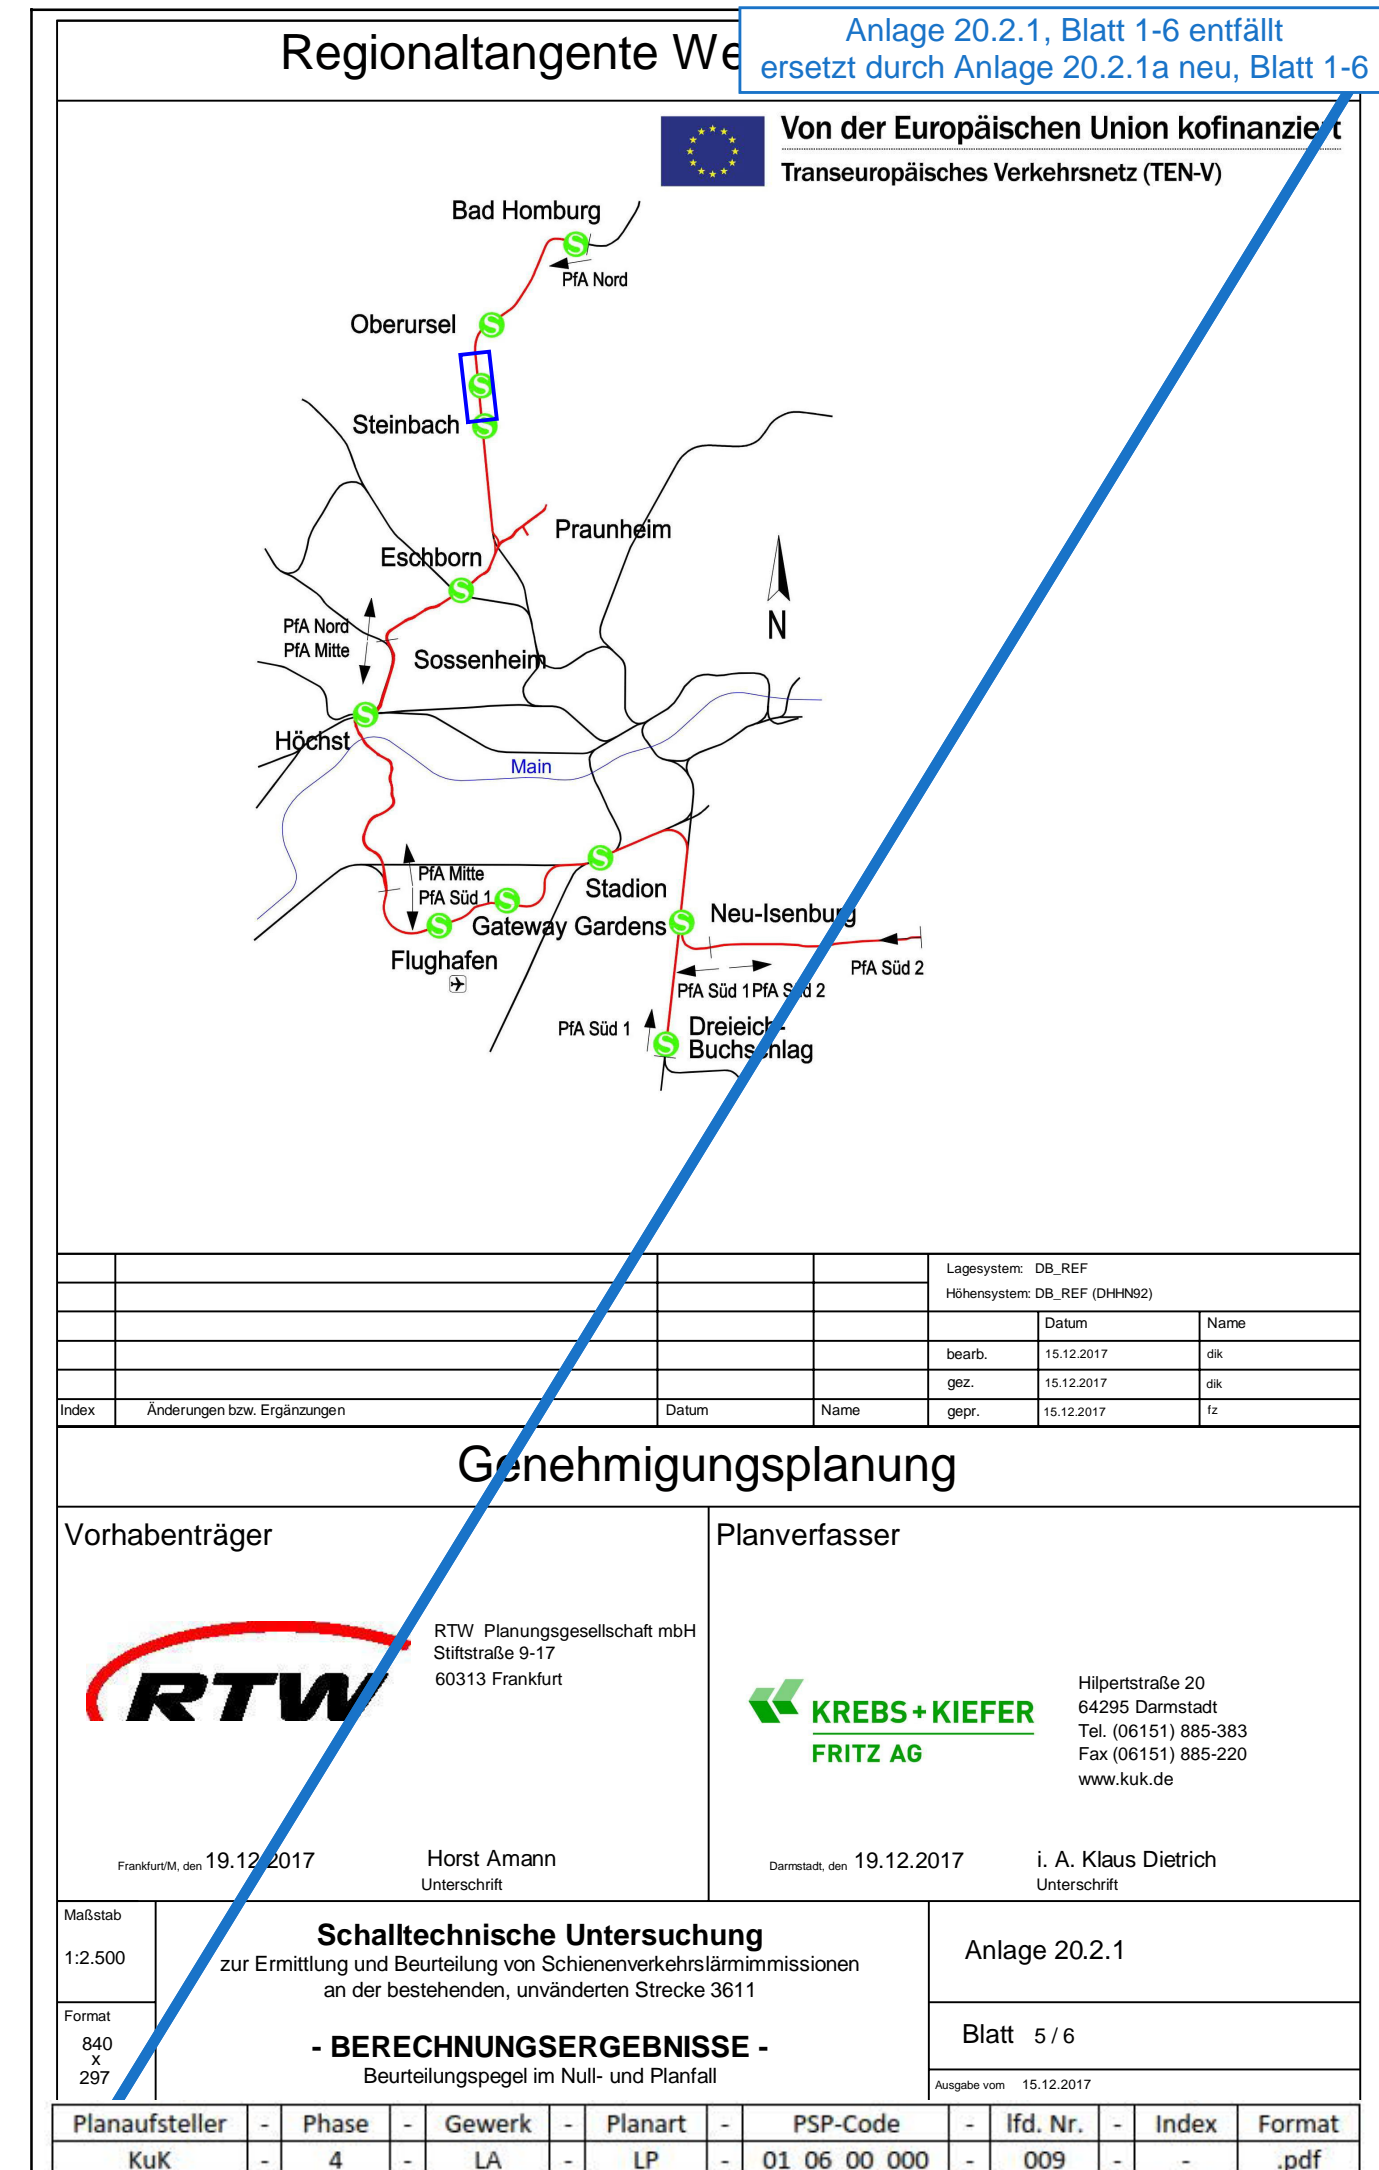 Regionaltangente We
Anlage 20.2.1, Blatt 1-6 entfällt
ersetzt durch Anlage 20.2.1a neu, Blatt 1-6
Von der Europäischen Union kofinanziert
Transeuropäisches Verkehrsnetz (TEN-V)
Bad Homburg
PfA Nord
Oberursel
Steinbach
Praunheim
Eschborn
N
PfA Nord
PfA Mitte
Sossenheim
Höchst
Main
PfA Mitte
PfA Süd 1
Stadion
Gateway Gardens
Neu-Isenburg
Flughafen
PfA Süd 2
PfA Süd 1 PfA Süd 2
PfA Süd 1
Dreieich-
Buchschlag
Lagesystem: DB_REF
Höhensystem: DB_REF (DHHN92)
Datum Name
bearb. 15.12.2017 dik
gez. 15.12.2017 dik
Index Änderungen bzw. Ergänzungen Datum Name gepr. 15.12.2017 fz
Genehmigungsplanung
Vorhabenträger
RTW
RTW Planungsgesellschaft mbH
Stiftstraße 9-17
60313 Frankfurt
Frankfurt/M, den 19.12.2017 Horst Amann
Unterschrift
Planverfasser
KREBS+KIEFER
FRITZ AG
Hilpertstraße 20
64295 Darmstadt
Tel. (06151) 885-383
Fax (06151) 885-220
www.kuk.de
Darmstadt, den 19.12.2017 i. A. Klaus Dietrich
Unterschrift
Maßstab
1:2.500
Format
840
x
297
Schalltechnische Untersuchung
zur Ermittlung und Beurteilung von Schienenverkehrslärmimmissionen
an der bestehenden, unvänderten Strecke 3611
- BERECHNUNGSERGEBNISSE -
Beurteilungspegel im Null- und Planfall
Anlage 20.2.1
Blatt 5 / 6
Ausgabe vom 15.12.2017
Planaufsteller - Phase - Gewerk - Planart - PSP-Code - lfd. Nr. - Index Format
KuK - 4 - LA - LP - 01 06 00 000 - 009 - - .pdf